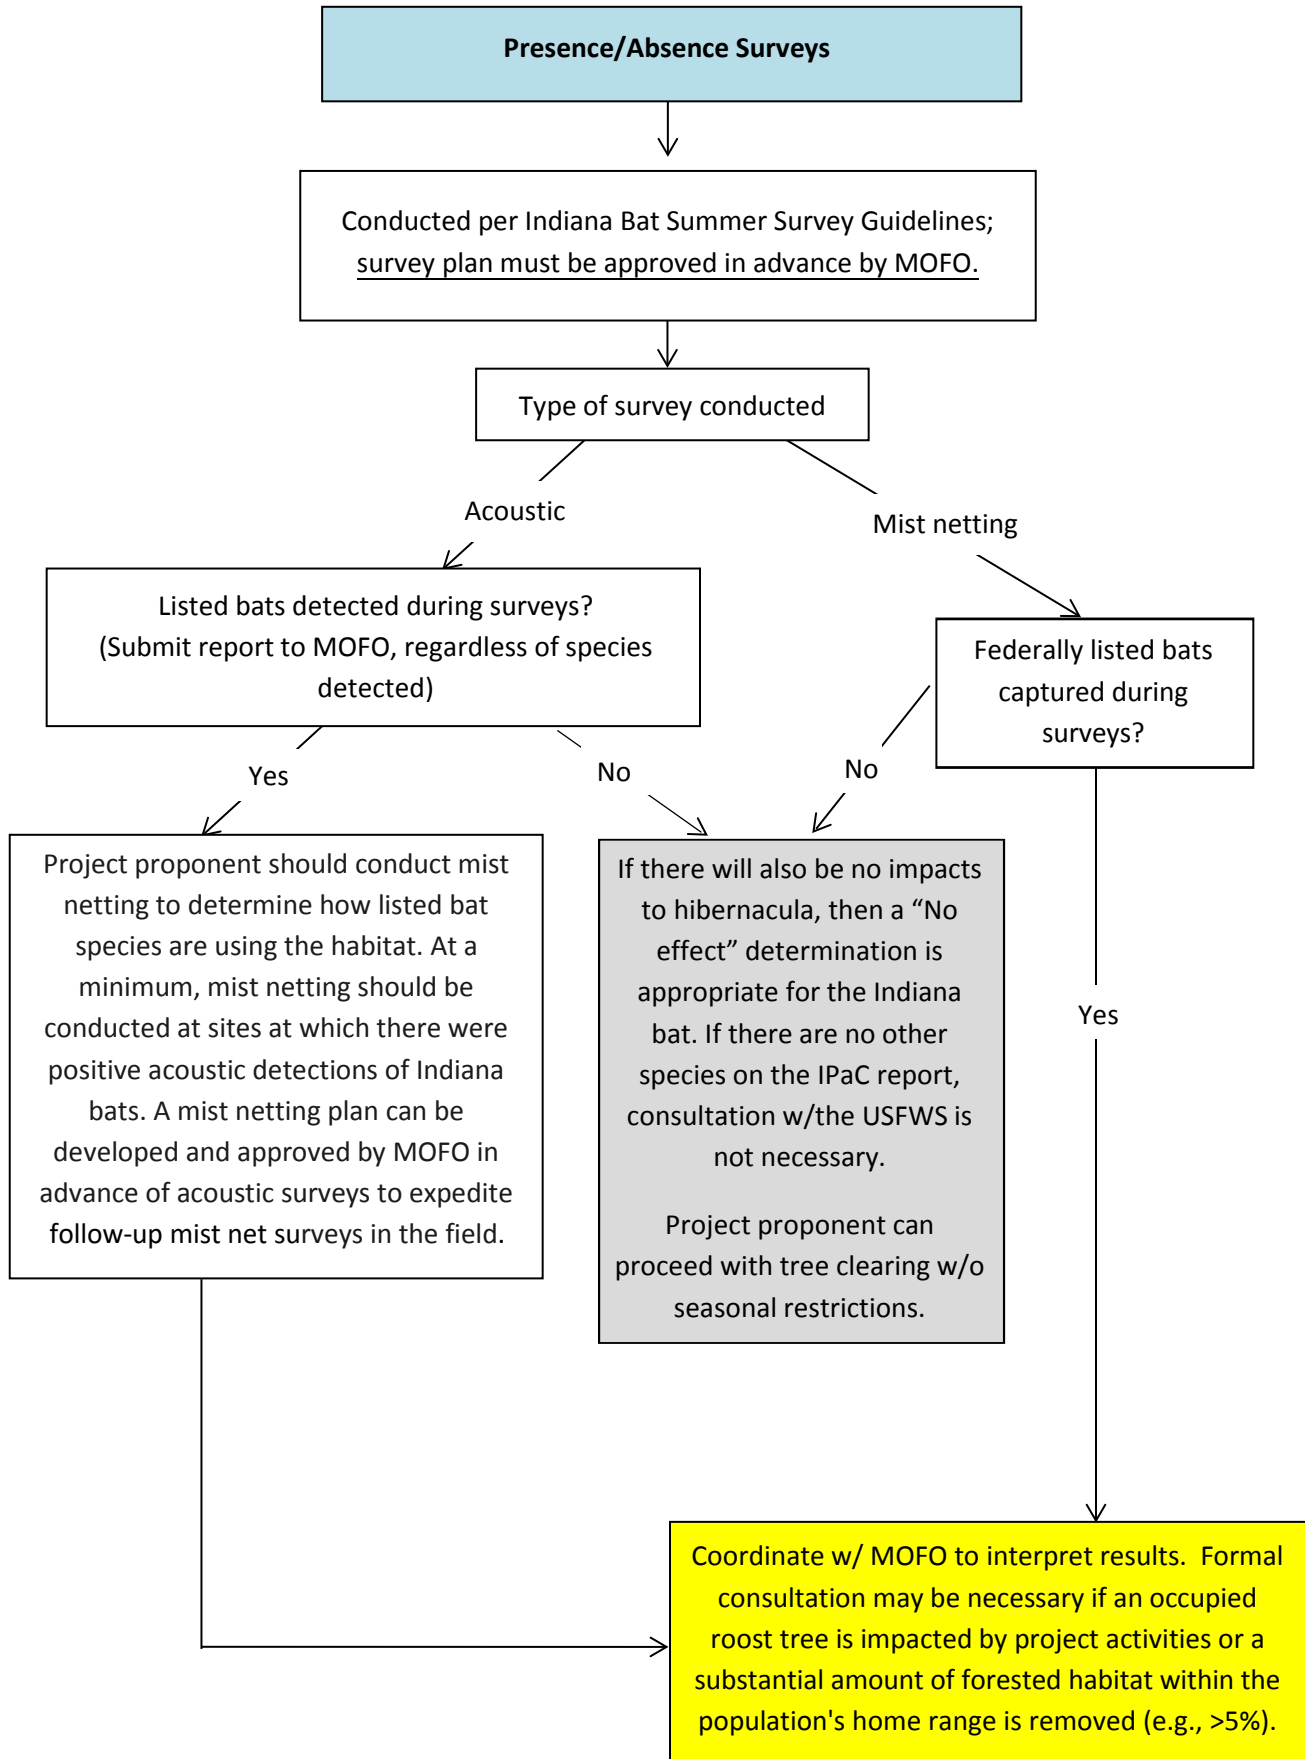 Presence/Absence Surveys
Conducted per Indiana Bat Summer Survey Guidelines;
survey plan must be approved in advance by MOFO.
Type of survey conducted
Acoustic
Mist netting
Listed bats detected during surveys?
(Submit report to MOFO, regardless of species
detected)
Federally listed bats
captured during
surveys?
Yes
No
No
Project proponent should conduct mist
netting to determine how listed bat
species are using the habitat. At a
minimum, mist netting should be
conducted at sites at which there were
positive acoustic detections of Indiana
bats. A mist netting plan can be
developed and approved by MOFO in
advance of acoustic surveys to expedite
follow-up mist net surveys in the field.
If there will also be no impacts
to hibernacula, then a “No
effect” determination is
appropriate for the Indiana
bat. If there are no other
species on the IPaC report,
consultation w/the USFWS is
not necessary.
Project proponent can
proceed with tree clearing w/o
seasonal restrictions.
Yes
Coordinate w/ MOFO to interpret results.  Formal
consultation may be necessary if an occupied
roost tree is impacted by project activities or a
substantial amount of forested habitat within the
population's home range is removed (e.g., >5%).